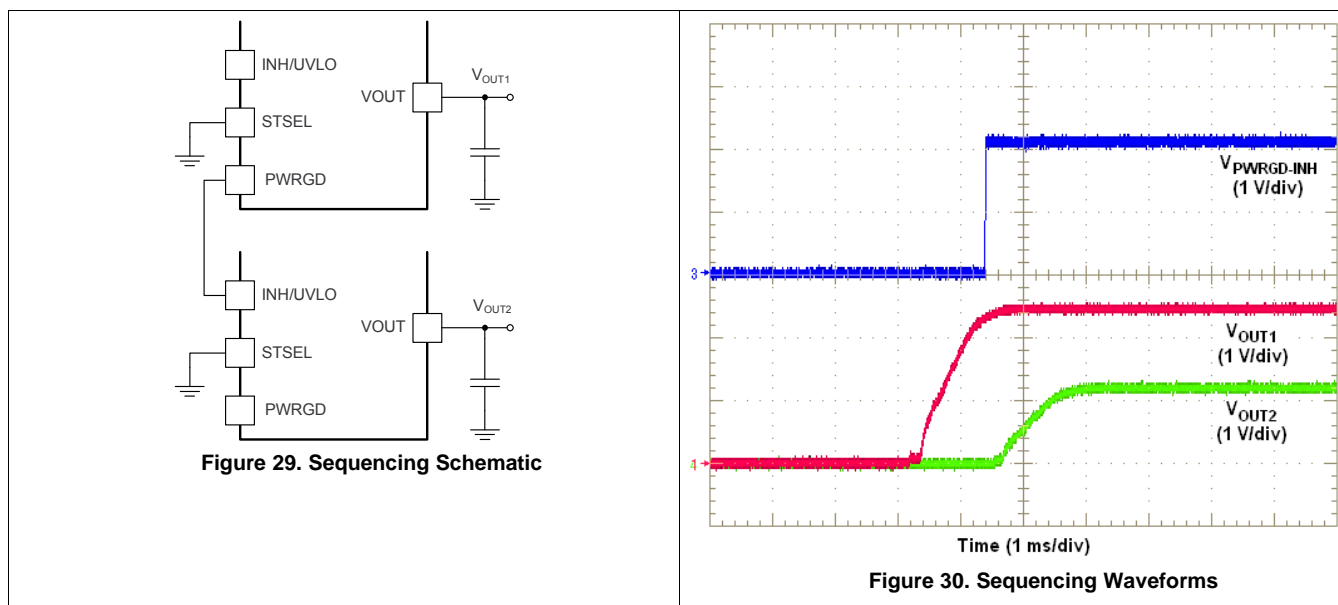 INH/UVLO
VOUT
VOUT1
STSEL
PWRGD
INH/UVLO
VOUT
VOUT2
STSEL
PWRGD
Figure 29. Sequencing Schematic
3
VPWRGD-INH
(1 V/div)
VOUT1
(1 V/div)
VOUT2
(1 V/div)
Time (1 ms/div)
Figure 30. Sequencing Waveforms